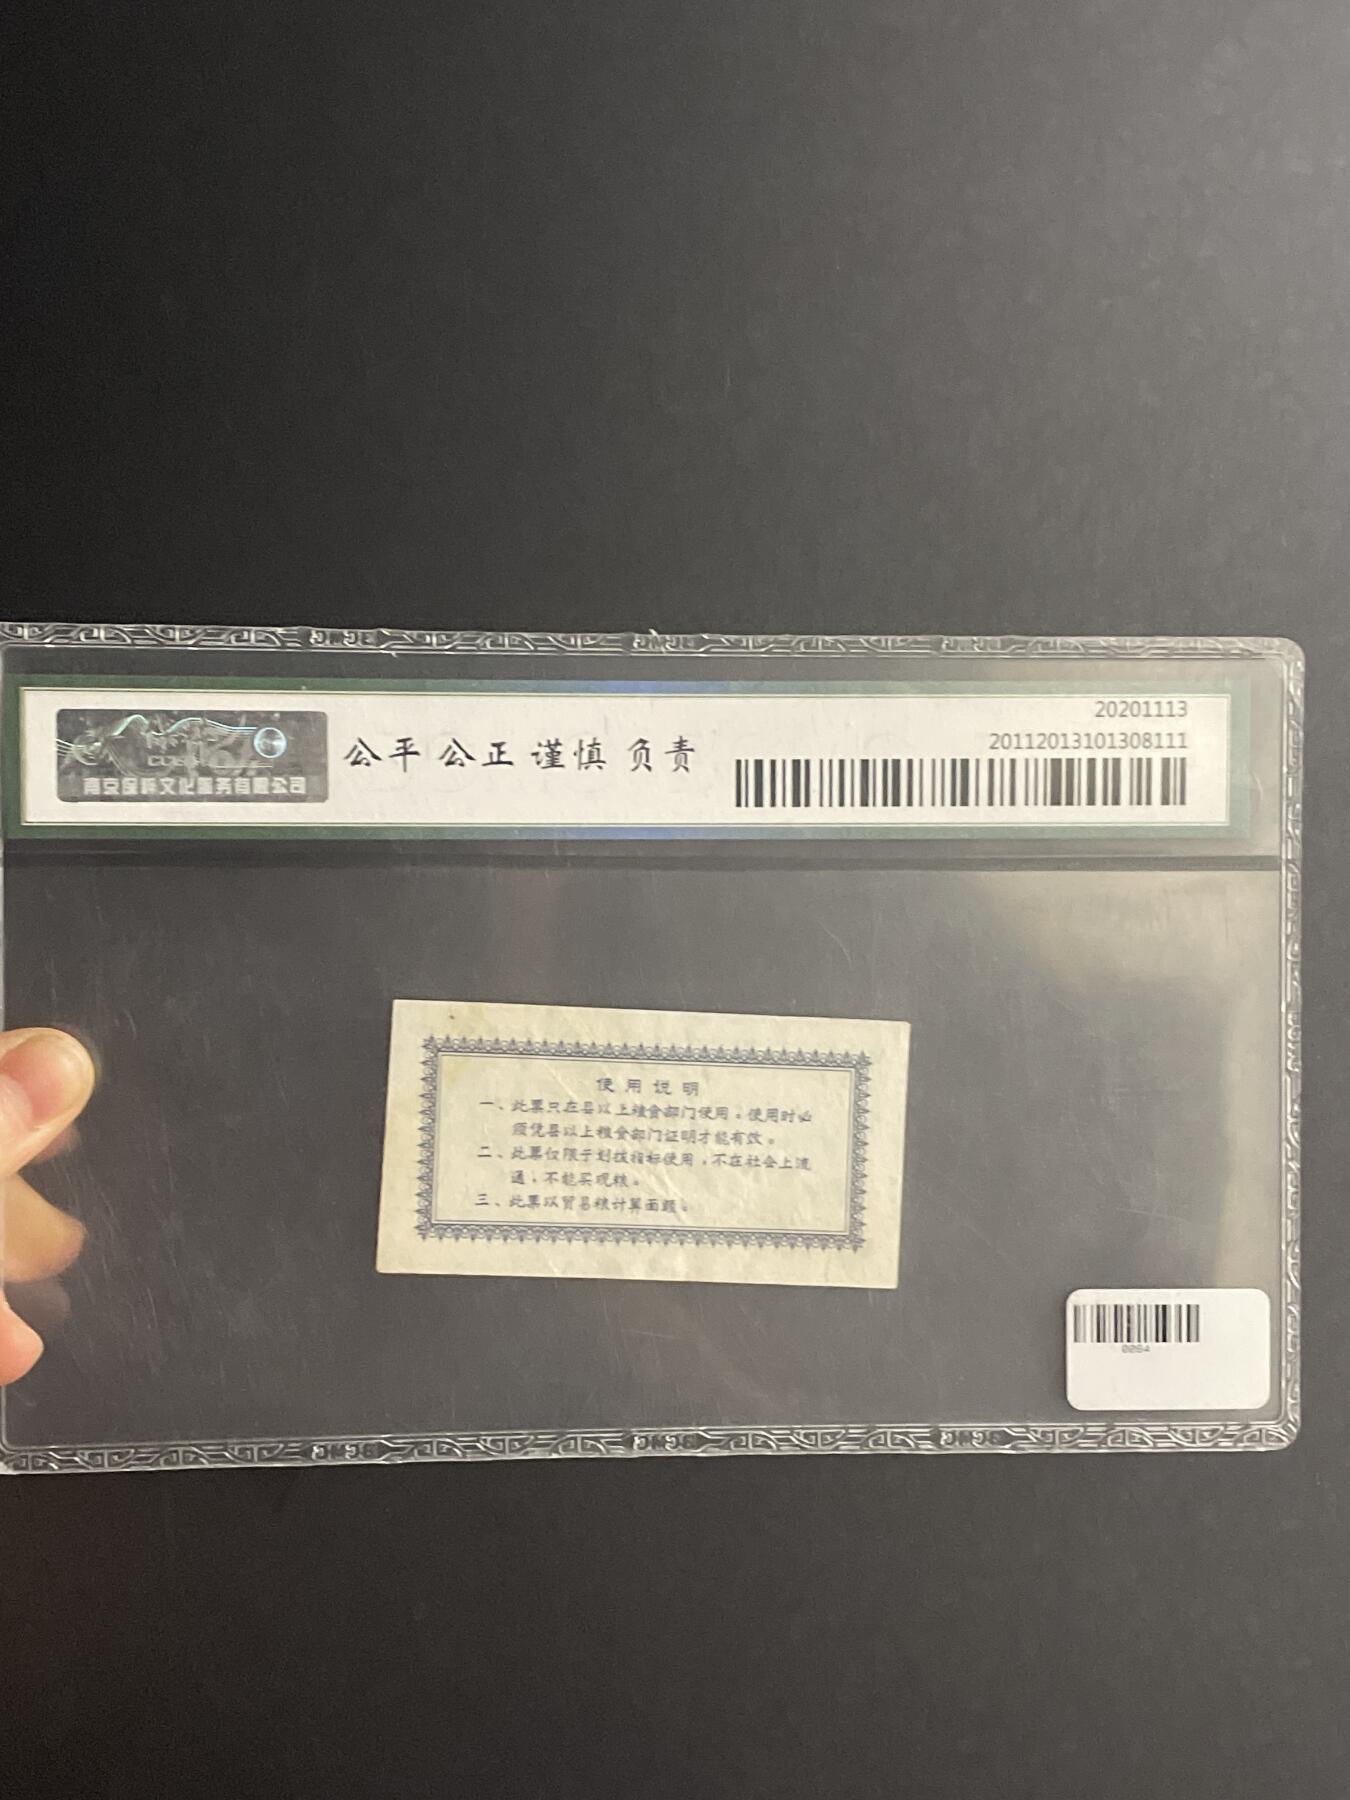 20201113
20112013101308111
公平 公正 谨慎 负责
南京保粹文化服务有限公司
使用说明
一、此票只在县以上粮食部门使用。使用时必
须凭县以上粮食部门证明才能有效。
二、此票仅限于划拨指标使用，不在社会上流
通，不能买现粮。
三、此票以贸易粮计算面额。